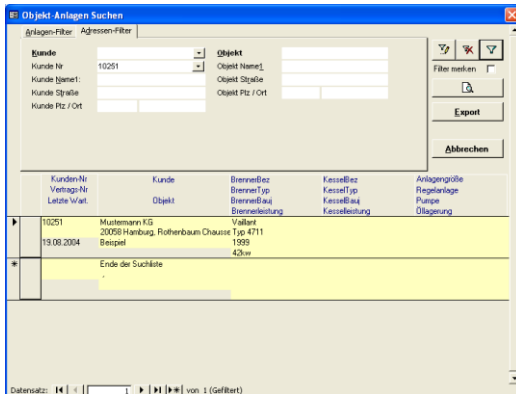 Objekt-Anlagen Suchen
Anlagen-Filter Adressen-Filter
Kunde Objekt
Kunde Nr 10251 Objekt Name1
Filter merken
Kunde Name1: Objekt Straße
Kunde Straße Objekt Plz / Ort
Kunde Plz / Ort
Export
Abbrechen
Kunden-Nr Kunde BrennerBez KesselBez Anlagengröße
Vertrags-Nr BrennerTyp KesselTyp Regelanlage
Letzte Wart. Objekt BrennerBauj KesselBauj Pumpe
Brennerleistung Kesselleistung Öllagerung
10251 Mustermann KG Vaillant
20058 Hamburg, Rothenbaum Chausse Typ 4711
19.08.2004 Beispiel 1999
42kw
Ende der Suchliste
,
Datensatz: 1 von 1 (Gefiltert)